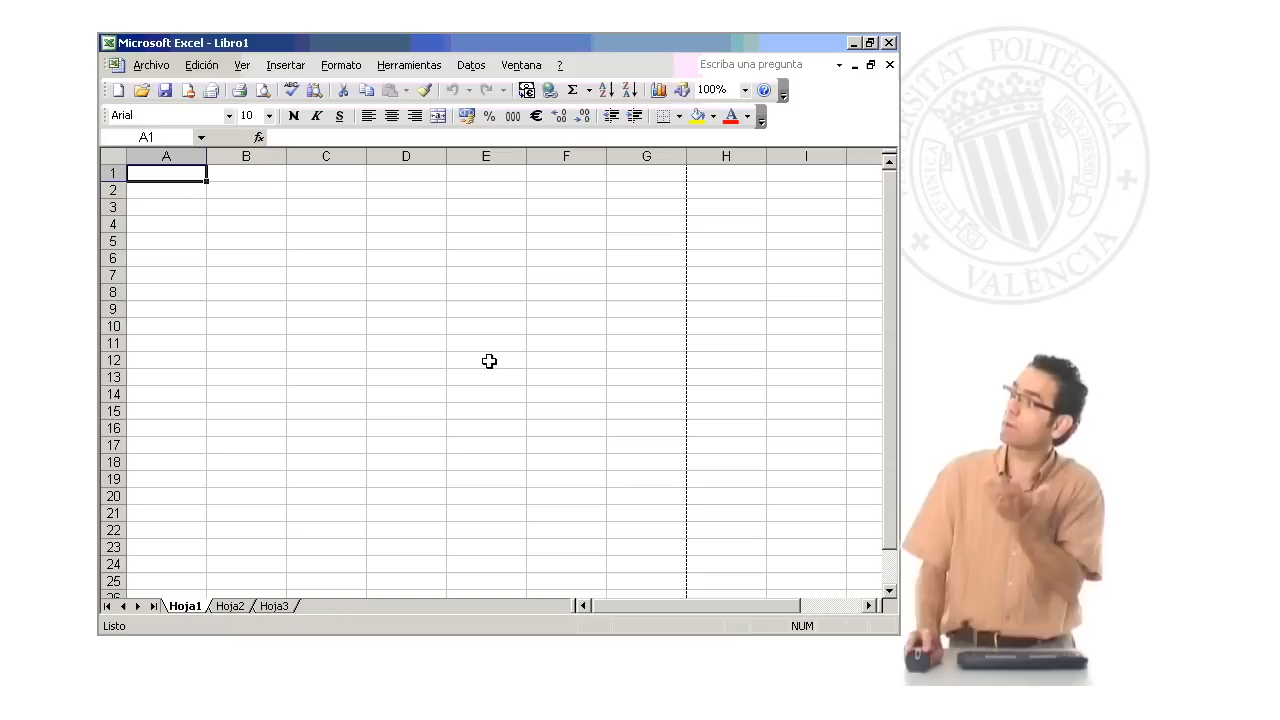 Microsoft Excel - Libro1
Archivo Edición Ver Insertar Formato Herramientas Datos Ventana ? Escriba una pregunta
100%
Arial 10 N K S % 000 €
A1 fx
A B C D E F G H I
1
2
3
4
5
6
7
8
9
10
11
12
13
14
15
16
17
18
19
20
21
22
23
24
25
Hoja1 Hoja2 Hoja3
Listo NUM
POLITÈCNICA
VALÈNCIA